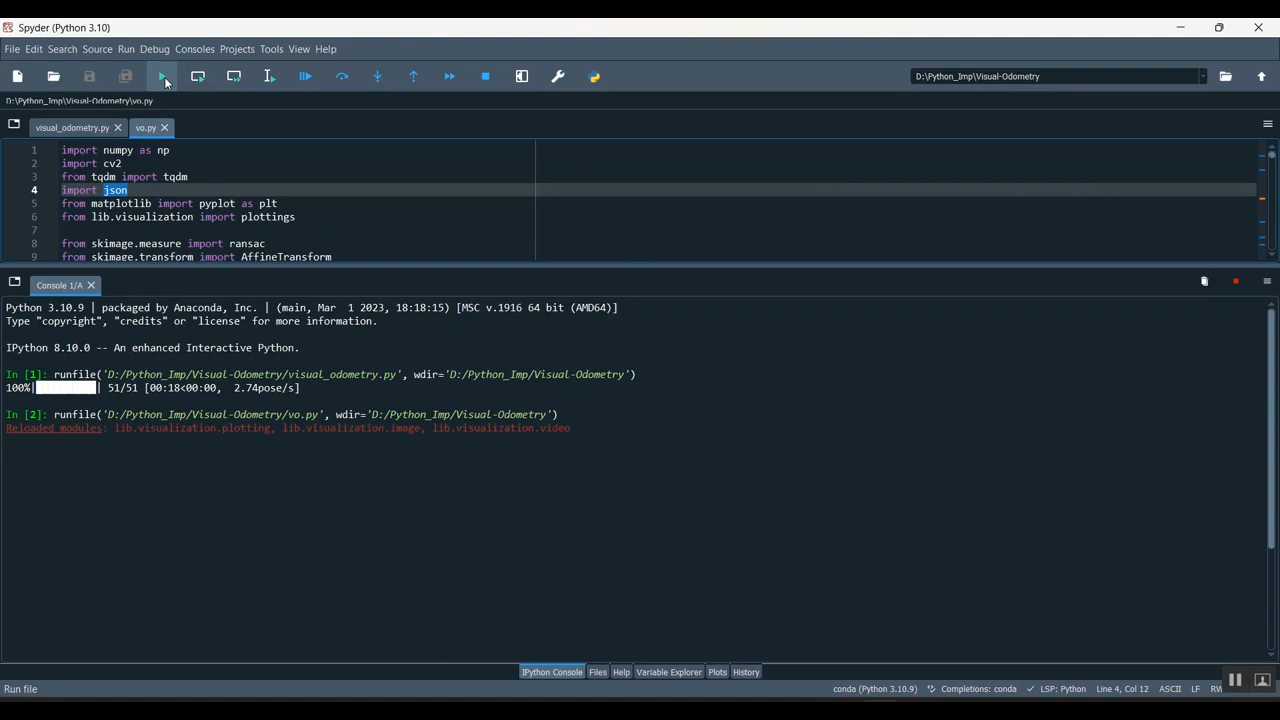 Spyder (Python 3.10)
File Edit Search Source Run Debug Consoles Projects Tools View Help
D:\Python_Imp\Visual-Odometry
D:\Python_Imp\Visual-Odometry\vo.py
visual_odometry.py vo.py
1 import numpy as np
2 import cv2
3 from tqdm import tqdm
4 import json
5 from matplotlib import pyplot as plt
6 from lib.visualization import plottings
7
8 from skimage.measure import ransac
9 from skimage.transform import AffineTransform
Console 1/A
Python 3.10.9 | packaged by Anaconda, Inc. | (main, Mar 1 2023, 18:18:15) [MSC v.1916 64 bit (AMD64)]
Type "copyright", "credits" or "license" for more information.
IPython 8.10.0 -- An enhanced Interactive Python.
In [1]: runfile('D:/Python_Imp/Visual-Odometry/visual_odometry.py', wdir='D:/Python_Imp/Visual-Odometry')
100%|██████████| 51/51 [00:18<00:00, 2.74pose/s]
In [2]: runfile('D:/Python_Imp/Visual-Odometry/vo.py', wdir='D:/Python_Imp/Visual-Odometry')
Reloaded modules: lib.visualization.plotting, lib.visualization.image, lib.visualization.video
IPython Console Files Help Variable Explorer Plots History
Run file conda (Python 3.10.9) Completions: conda LSP: Python Line 4, Col 12 ASCII LF RW